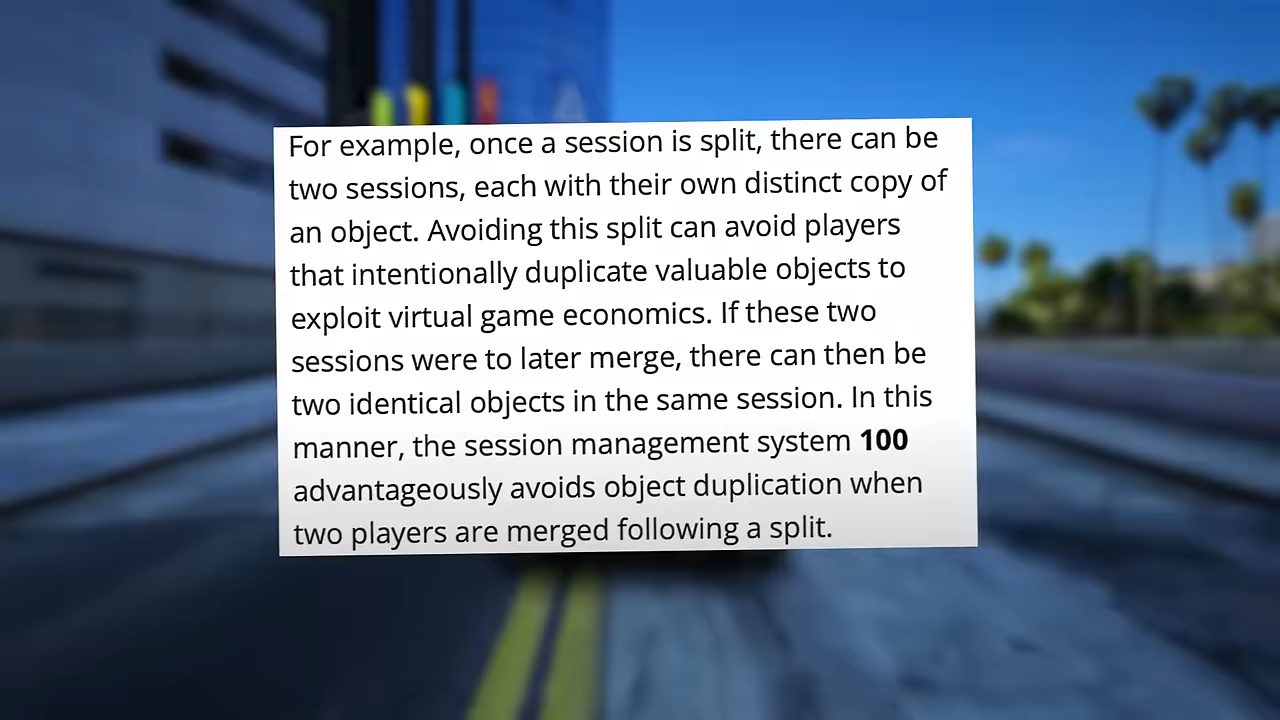 For example, once a session is split, there can be
two sessions, each with their own distinct copy of
an object. Avoiding this split can avoid players
that intentionally duplicate valuable objects to
exploit virtual game economics. If these two
sessions were to later merge, there can then be
two identical objects in the same session. In this
manner, the session management system 100
advantageously avoids object duplication when
two players are merged following a split.